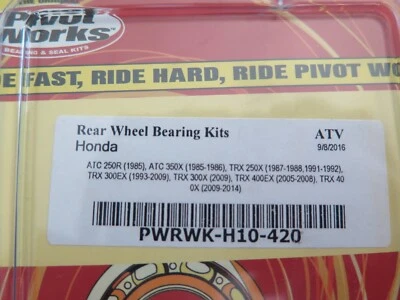 Pivot
Works
BEARING & SEAL KITS
DE FAST, RIDE HARD, RIDE PIVOT WO
Rear Wheel Bearing Kits ATV
Honda 9/8/2016
ATC 250R (1985), ATC 350X (1985-1986), TRX 250X (1987-1988,1991-1992),
TRX 300EX (1993-2009), TRX 300X (2009), TRX 400EX (2005-2008), TRX 40
0X (2009-2014)
PWRWK-H10-420